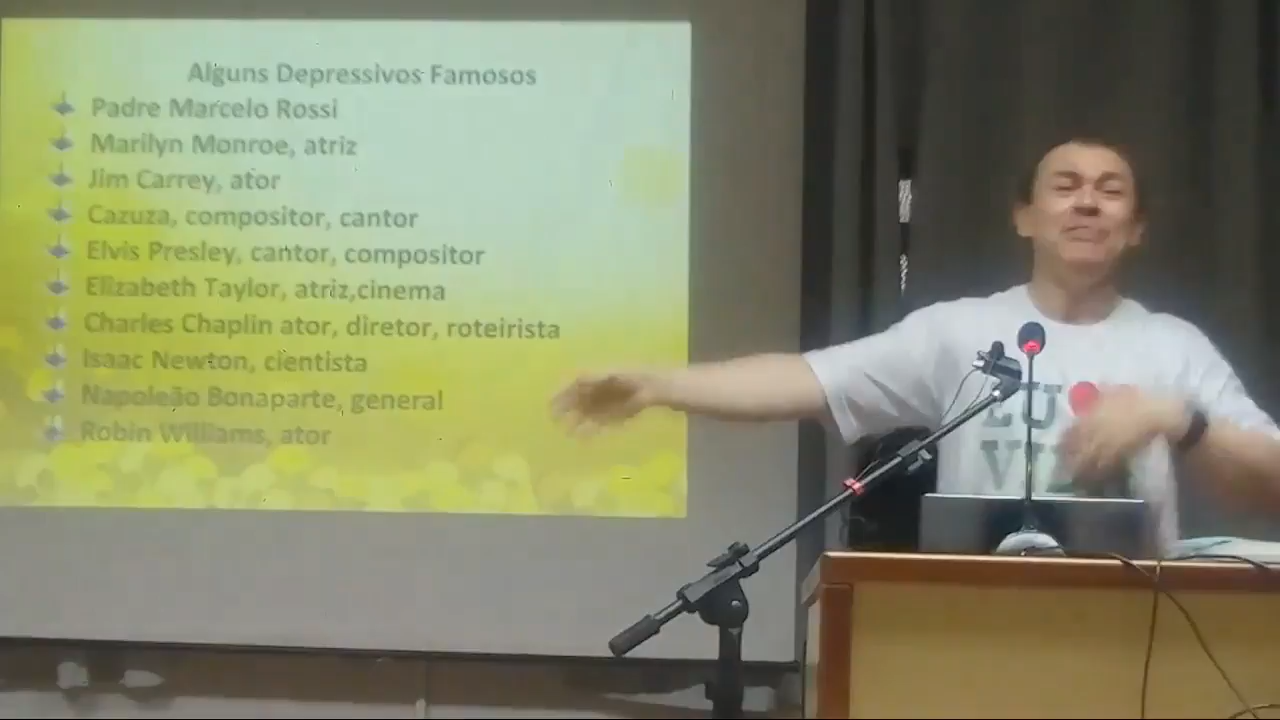 Alguns Depressivos Famosos
Padre Marcelo Rossi
Marilyn Monroe, atriz
Jim Carrey, ator
Cazuza, compositor, cantor
Elvis Presley, cantor, compositor
Elizabeth Taylor, atriz,cinema
Charles Chaplin ator, diretor, roteirista
Isaac Newton, cientista
Napoleão Bonaparte, general
Robin Williams, ator
EU